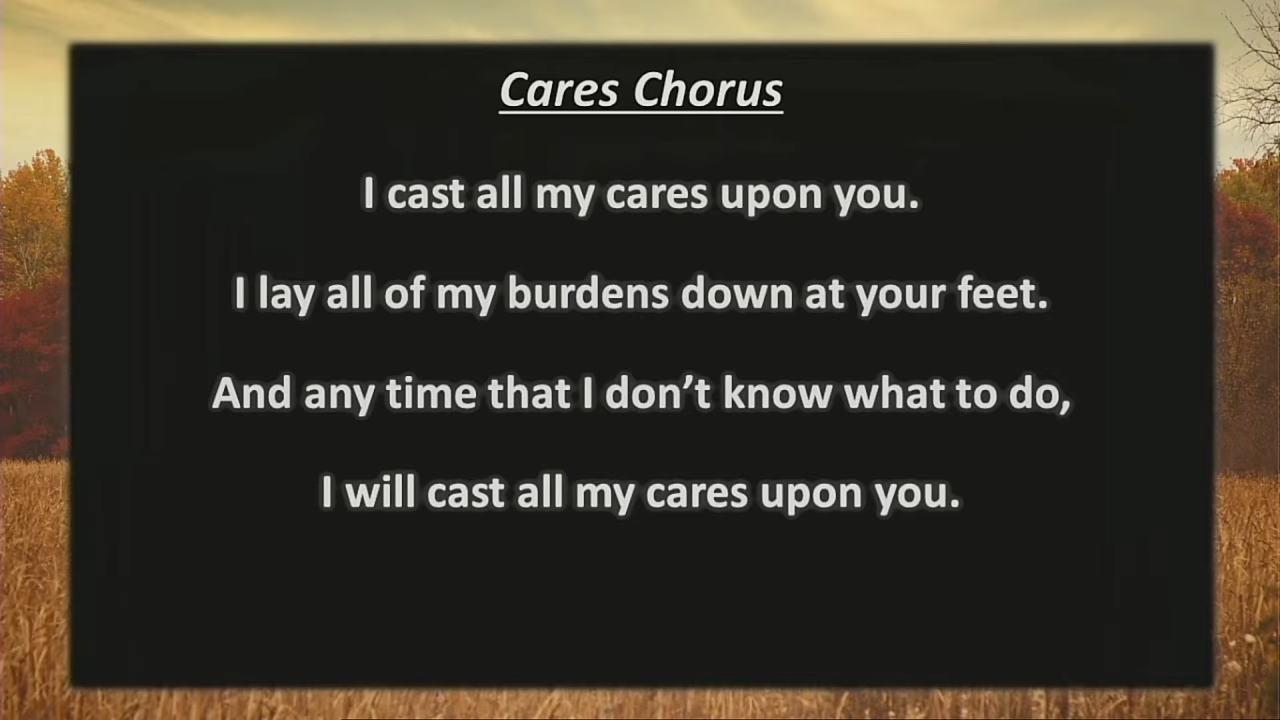 Cares Chorus
I cast all my cares upon you.
I lay all of my burdens down at your feet.
And any time that I don’t know what to do,
I will cast all my cares upon you.